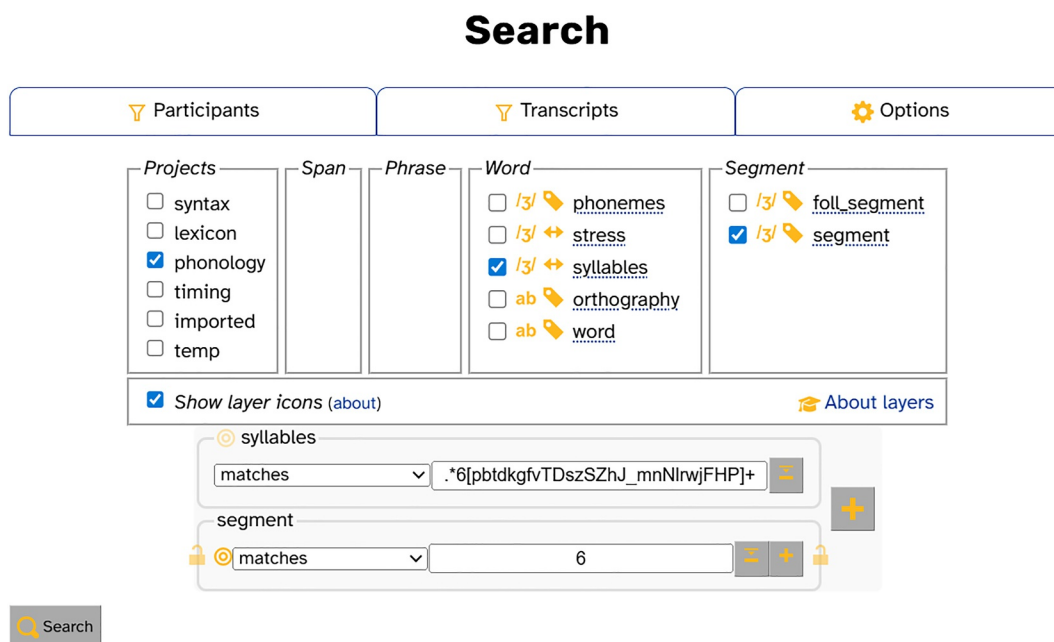 Search
Participants
Transcripts
Options
Projects
syntax
lexicon
phonology
timing
imported
temp
Span
Phrase
Word
/ʒ/ phonemes
/ʒ/ stress
/ʒ/ syllables
ab orthography
ab word
Segment
/ʒ/ foll_segment
/ʒ/ segment
Show layer icons (about)
About layers
syllables
matches .*6[pbtdkgfvTDszSZhJ_mnNlrwjFHP]+
segment
matches 6
Search